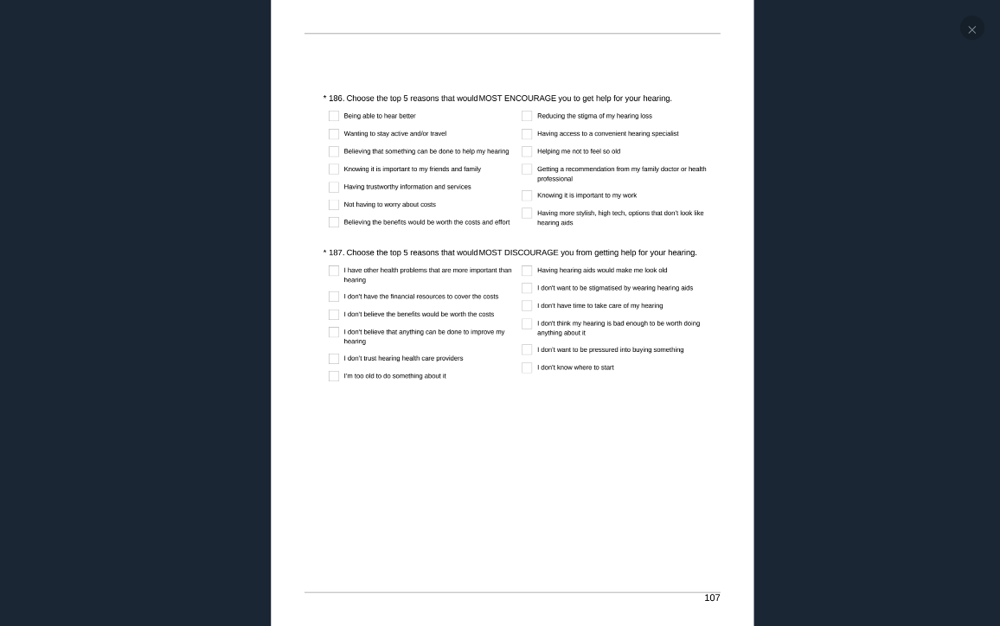 * 186. Choose the top 5 reasons that would MOST ENCOURAGE you to get help for your hearing.
Being able to hear better
Wanting to stay active and/or travel
Believing that something can be done to help my hearing
Knowing it is important to my friends and family
Having trustworthy information and services
Not having to worry about costs
Believing the benefits would be worth the costs and effort
Reducing the stigma of my hearing loss
Having access to a convenient hearing specialist
Helping me not to feel so old
Getting a recommendation from my family doctor or health
professional
Knowing it is important to my work
Having more stylish, high tech, options that don't look like
hearing aids
* 187. Choose the top 5 reasons that would MOST DISCOURAGE you from getting help for your hearing.
I have other health problems that are more important than
hearing
I don't have the financial resources to cover the costs
I don't believe the benefits would be worth the costs
I don't believe that anything can be done to improve my
hearing
I don't trust hearing health care providers
I'm too old to do something about it
Having hearing aids would make me look old
I don't want to be stigmatised by wearing hearing aids
I don't have time to take care of my hearing
I don't think my hearing is bad enough to be worth doing
anything about it
I don't want to be pressured into buying something
I don't know where to start
107